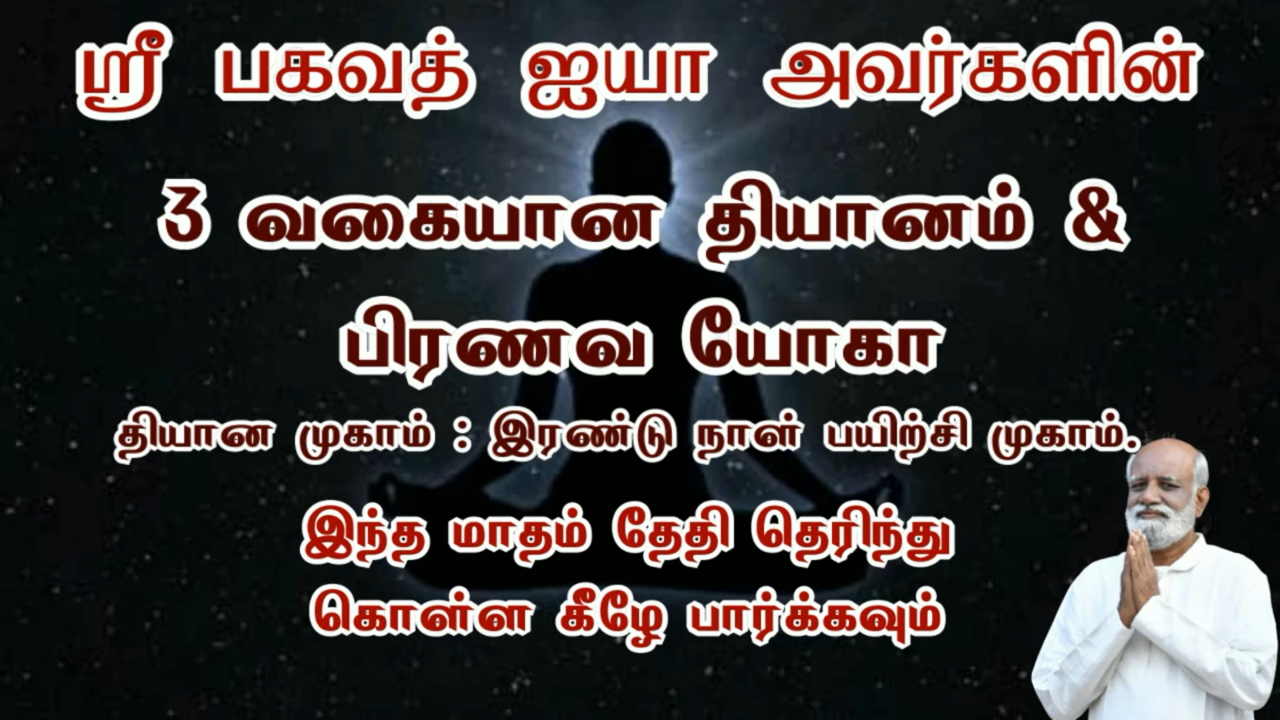 ஸ்ரீ பகவத் ஐயா அவர்களின்
3 வகையான தியானம் &
பிரணவ யோகா
தியான முகாம் : இரண்டு நாள் பயிற்சி முகாம்.
இந்த மாதம் தேதி தெரிந்து
கொள்ள கீழே பார்க்கவும்